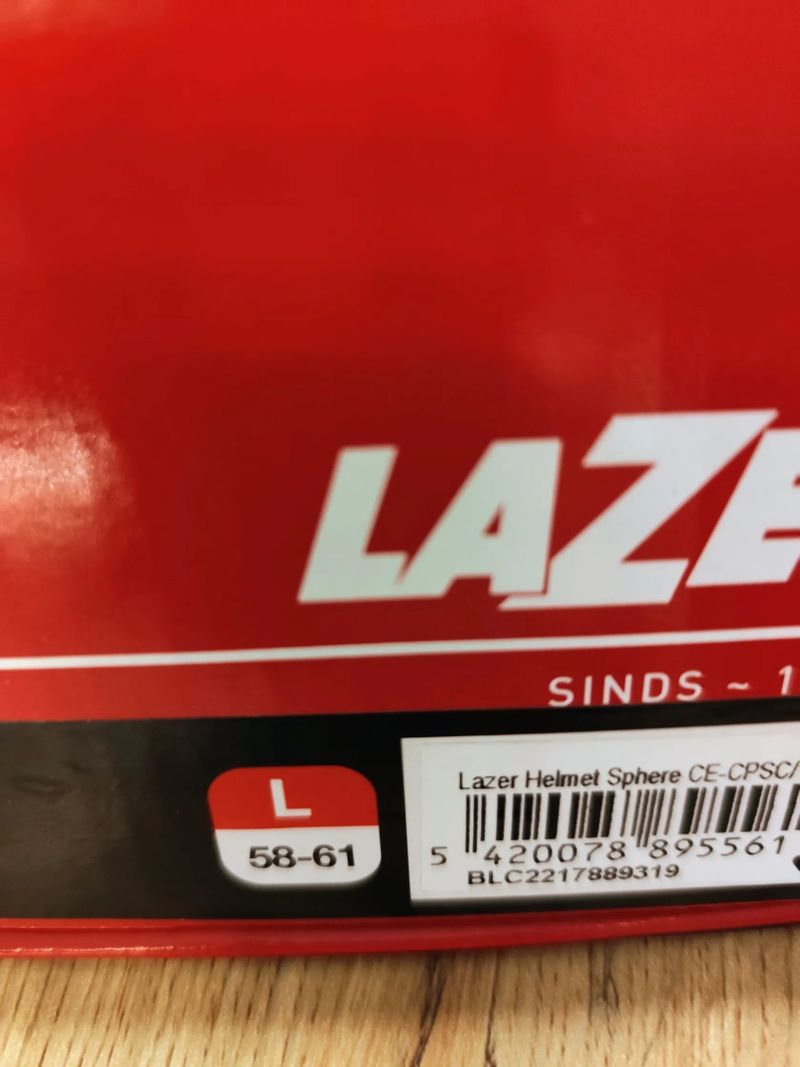 LAZE
SINDS ~ 1
L
58-61
Lazer Helmet Sphere CE-CPSC/
5 420078 895561
BLC2217889319